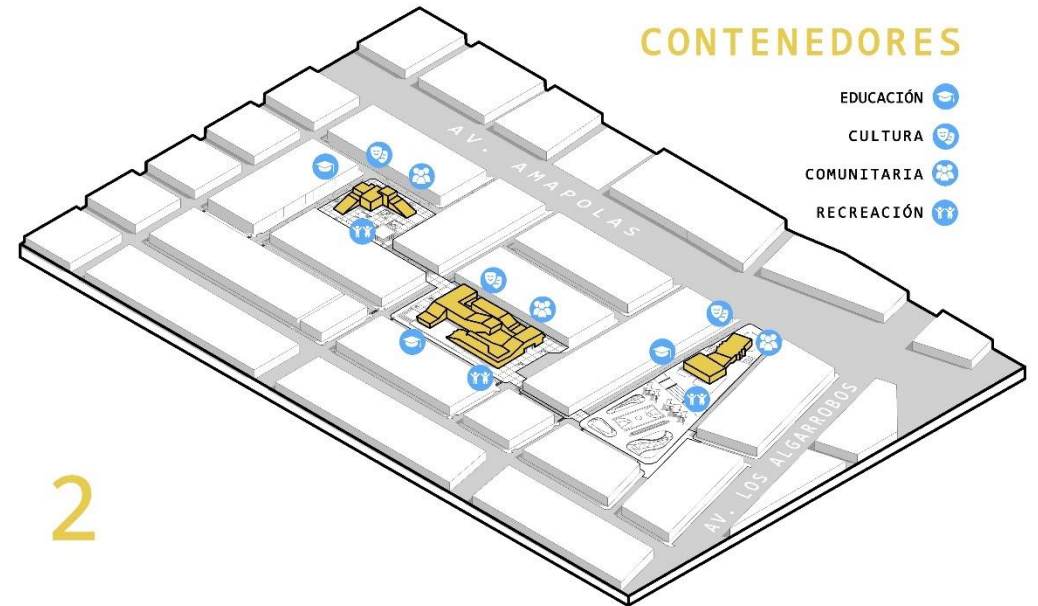 CONTENEDORES
EDUCACIÓN
CULTURA
COMUNITARIA
RECREACIÓN
AV. AMAPOLAS
AV. LOS ALGARROBOS
2